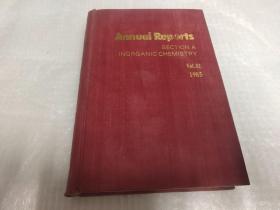 Annual Reports
SECTION A
INORGANIC CHEMISTRY
Vol. 82
1985